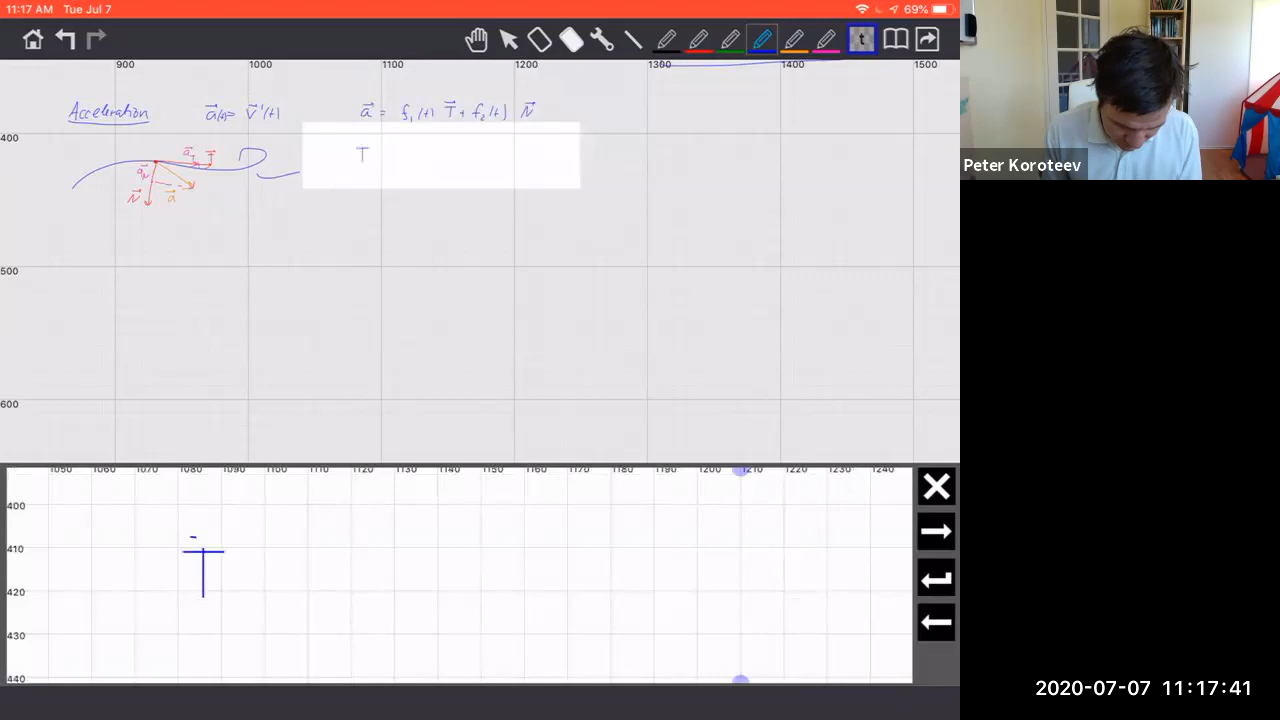 11:17 AM Tue Jul 7 69%
t
900 1000 1100 1200 1300 1400 1500
Acceleration a⃗(t) = v⃗'(t) a⃗ = f₁(t) T⃗ + f₂(t) N⃗
400
a⃗_T T⃗
T
a⃗_N
N⃗ a⃗
500
600
Peter Koroteev
1050 1060 1070 1080 1090 1100 1110 1120 1130 1140 1150 1160 1170 1180 1190 1200 1210 1220 1230 1240
400
410
T
420
430
440
2020-07-07 11:17:41